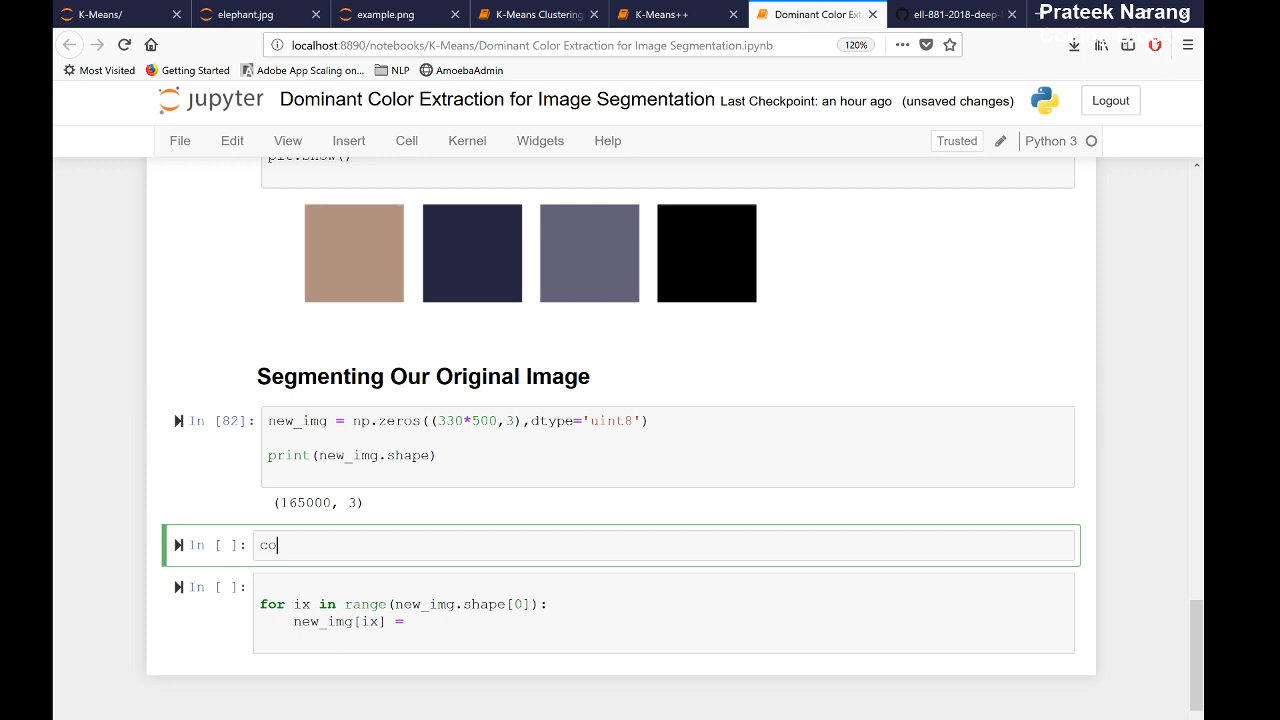 K-Means/
elephant.jpg
example.png
K-Means Clustering
K-Means++
Dominant Color Ex
ell-881-2018-deep-
Prateek Narang
localhost:8890/notebooks/K-Means/Dominant Color Extraction for Image Segmentation.ipynb
120%
Most Visited
Getting Started
Adobe App Scaling on...
NLP
AmoebaAdmin
jupyter
Dominant Color Extraction for Image Segmentation Last Checkpoint: an hour ago (unsaved changes)
Logout
File
Edit
View
Insert
Cell
Kernel
Widgets
Help
Trusted
Python 3
plt.show()
Segmenting Our Original Image
In [82]: new_img = np.zeros((330*500,3),dtype='uint8')
print(new_img.shape)
(165000, 3)
In [ ]: co
In [ ]:
for ix in range(new_img.shape[0]):
new_img[ix] =